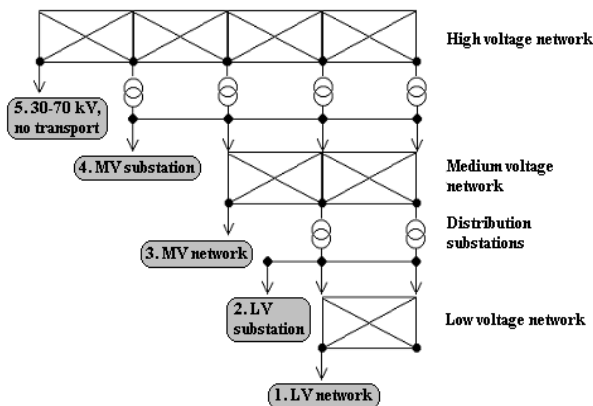 High voltage network
5. 30-70 kV,
no transport
4. MV substation
Medium voltage
network
3. MV network
Distribution
substations
2. LV
substation
Low voltage network
1. LV network